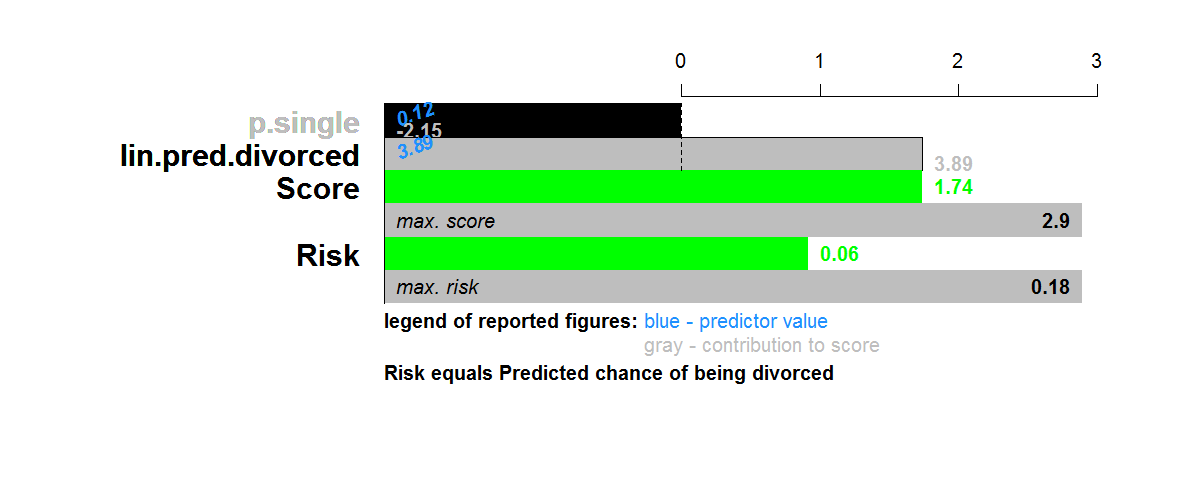 0 1 2 3
p.single 0.12
-2.15
lin.pred.divorced 3.89 3.89
Score 1.74
max. score 2.9
Risk 0.06
max. risk 0.18
legend of reported figures: blue - predictor value
gray - contribution to score
Risk equals Predicted chance of being divorced